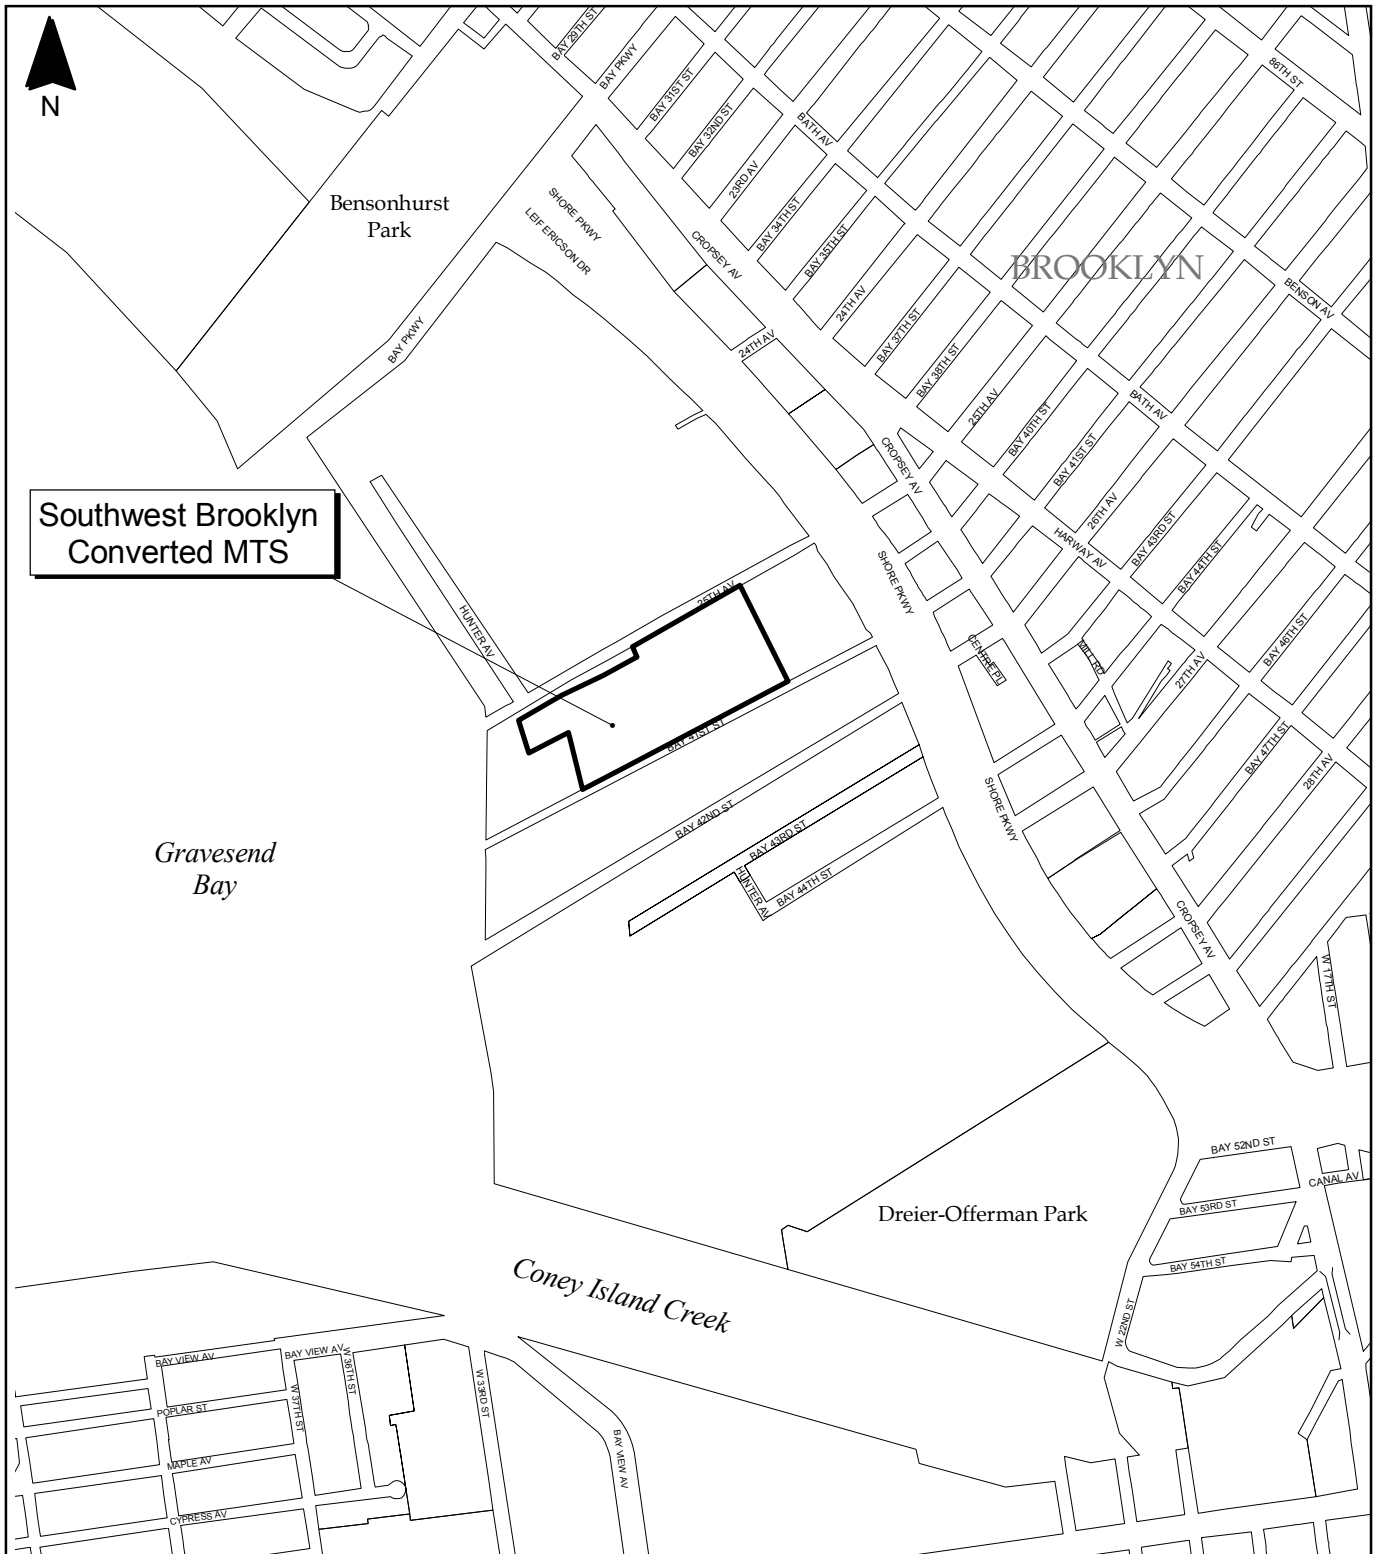 N
BAY 29TH ST
BAY PKWY
BAY 31ST ST
BAY 32ND ST
23RD AV
BAY 34TH ST
BAY 35TH ST
24TH AV
BAY 37TH ST
BAY 38TH ST
25TH AV
BAY 40TH ST
BAY 41ST ST
26TH AV
BAY 43RD ST
BAY 44TH ST
BAY 46TH ST
27TH AV
BAY 47TH ST
28TH AV
86TH ST
BATH AV
BENSON AV
BATH AV
BROOKLYN
Bensonhurst
Park
SHORE PKWY
LEIF ERICSON DR
CROPSEY AV
24TH AV
BAY PKWY
CROPSEY AV
HARWAY AV
SHORE PKWY
CENTRE PL
MILL RD
Southwest Brooklyn
Converted MTS
HUNTER AV
25TH AV
BAY 41ST ST
BAY 42ND ST
BAY 43RD ST
HUNTER AV
BAY 44TH ST
SHORE PKWY
CROPSEY AV
W 17TH ST
Gravesend
Bay
BAY 52ND ST
CANAL AV
BAY 53RD ST
BAY 54TH ST
W 22ND ST
Dreier-Offerman Park
Coney Island Creek
BAY VIEW AV
BAY VIEW AV
W 36TH ST
W 37TH ST
W 33RD ST
POPLAR ST
MAPLE AV
CYPRESS AV
BAY VIEW AV